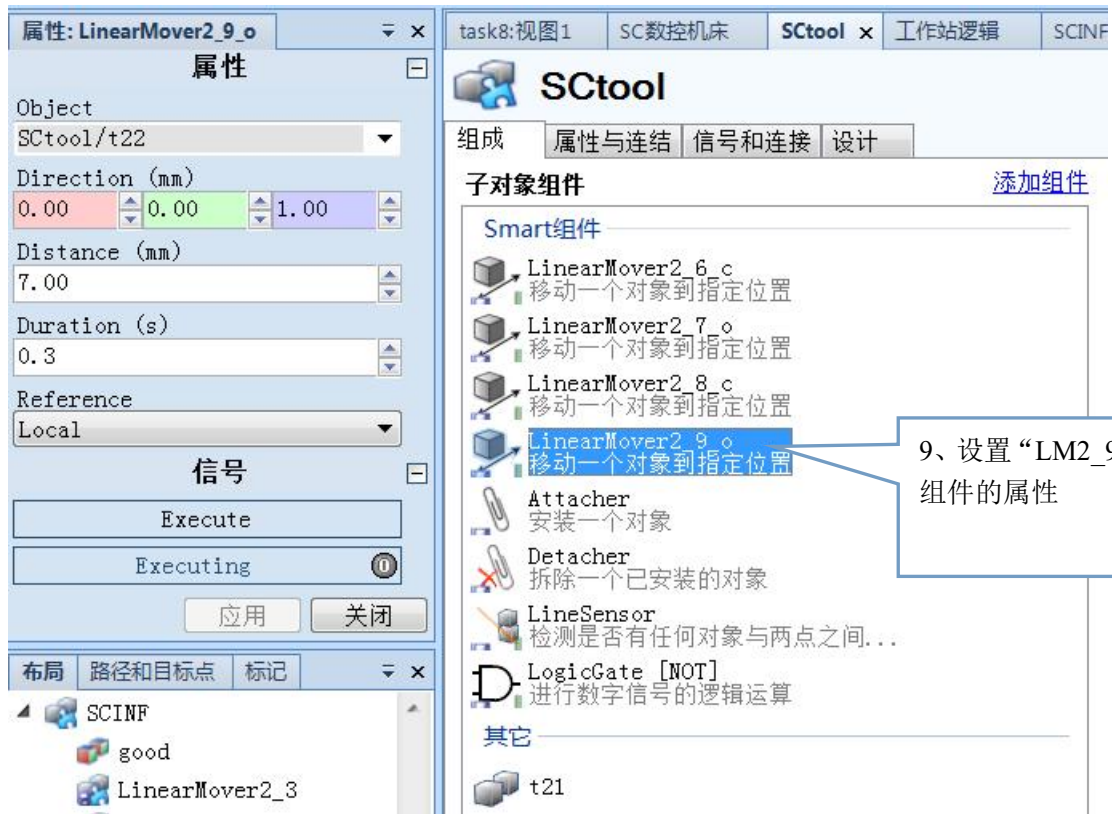 属性: LinearMover2_9_o
属性
Object
SCtool/t22
Direction (mm)
0.00 0.00 1.00
Distance (mm)
7.00
Duration (s)
0.3
Reference
Local
信号
Execute
Executing
应用 关闭
布局 路径和目标点 标记
SCINF
good
LinearMover2_3
task8:视图1 SC数控机床 SCtool 工作站逻辑 SCINF
SCtool
组成 属性与连结 信号和连接 设计
子对象组件 添加组件
Smart组件
LinearMover2_6_c
移动一个对象到指定位置
LinearMover2_7_o
移动一个对象到指定位置
LinearMover2_8_c
移动一个对象到指定位置
LinearMover2_9_o
移动一个对象到指定位置
Attacher
安装一个对象
Detacher
拆除一个已安装的对象
LineSensor
检测是否有任何对象与两点之间...
LogicGate [NOT]
进行数字信号的逻辑运算
其它
t21
9、设置“LM2_9
组件的属性